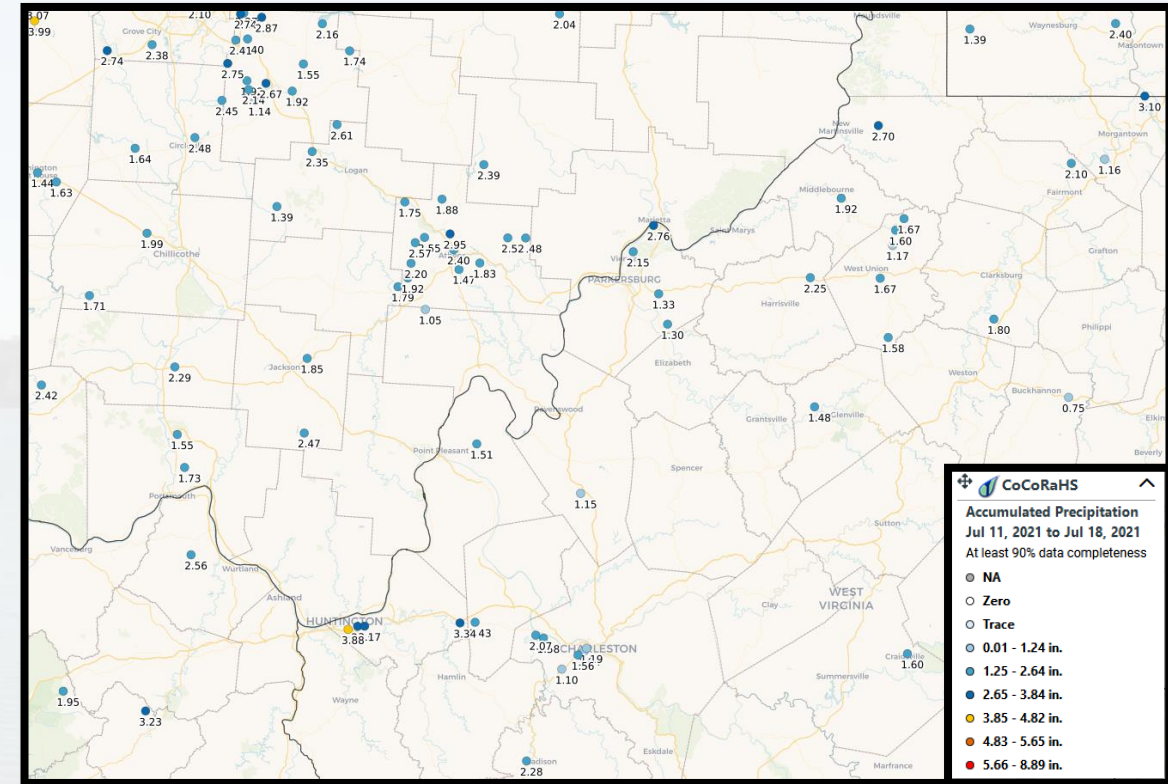 3.07
3.99
Grove City
2.10
2.87
2.16
2.04
Moundsville
1.39
Waynesburg
2.40
Masontown
2.74
2.38
1.74
2.75
1.55
2.67
2.14
1.14
1.92
2.45
3.10
2.61
New
Martinsville
2.70
Morgantown
1.64
2.48
2.35
Logan
2.39
2.10
1.16
Fairmont
1.44
1.63
1.39
1.75
1.88
Middlebourne
1.92
Marietta
Saint Marys
2.76
1.67
1.60
1.17
Grafton
1.99
Chillicothe
2.57
2.95
2.40
2.52
2.48
2.15
PARKERSBURG
West Union
Clarksburg
2.20
1.47
1.83
1.92
1.79
1.71
1.05
1.33
Harrisville
2.25
1.67
1.30
1.80
Philippi
1.58
Jackson
1.85
2.29
Elizabeth
Weston
Buckhannon
2.42
0.75
Ravenswood
Grantsville
1.48
Glenville
Elkin
1.55
2.47
Point Pleasant
1.51
Beverly
1.73
Spencer
Portsmouth
1.15
Sutton
Vanceburg
2.56
Wurtland
Ashland
Clay
WEST
VIRGINIA
HUNTINGTON
3.88
3.34
2.07
CHARLESTON
1.56
1.10
1.60
Hamlin
Summersville
1.95
Wayne
3.23
Eskdale
2.28
Marfrance
CoCoRaHS
Accumulated Precipitation
Jul 11, 2021 to Jul 18, 2021
At least 90% data completeness
NA
Zero
Trace
0.01 - 1.24 in.
1.25 - 2.64 in.
2.65 - 3.84 in.
3.85 - 4.82 in.
4.83 - 5.65 in.
5.66 - 8.89 in.